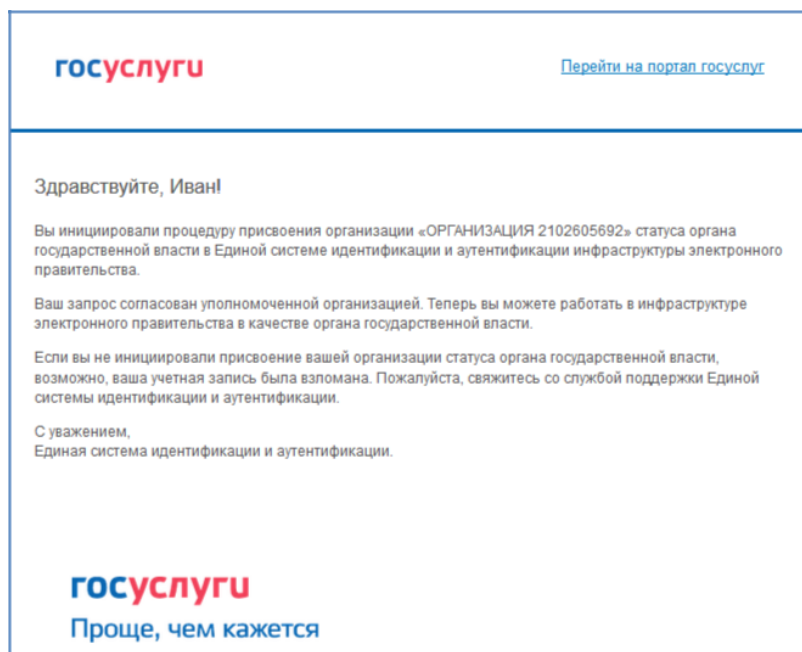 госуслуги
Перейти на портал госуслуг
Здравствуйте, Иван!
Вы инициировали процедуру присвоения организации «ОРГАНИЗАЦИЯ 2102605692» статуса органа
государственной власти в Единой системе идентификации и аутентификации инфраструктуры электронного
правительства.
Ваш запрос согласован уполномоченной организацией. Теперь вы можете работать в инфраструктуре
электронного правительства в качестве органа государственной власти.
Если вы не инициировали присвоение вашей организации статуса органа государственной власти,
возможно, ваша учетная запись была взломана. Пожалуйста, свяжитесь со службой поддержки Единой
системы идентификации и аутентификации.
С уважением,
Единая система идентификации и аутентификации.
госуслуги
Проще, чем кажется